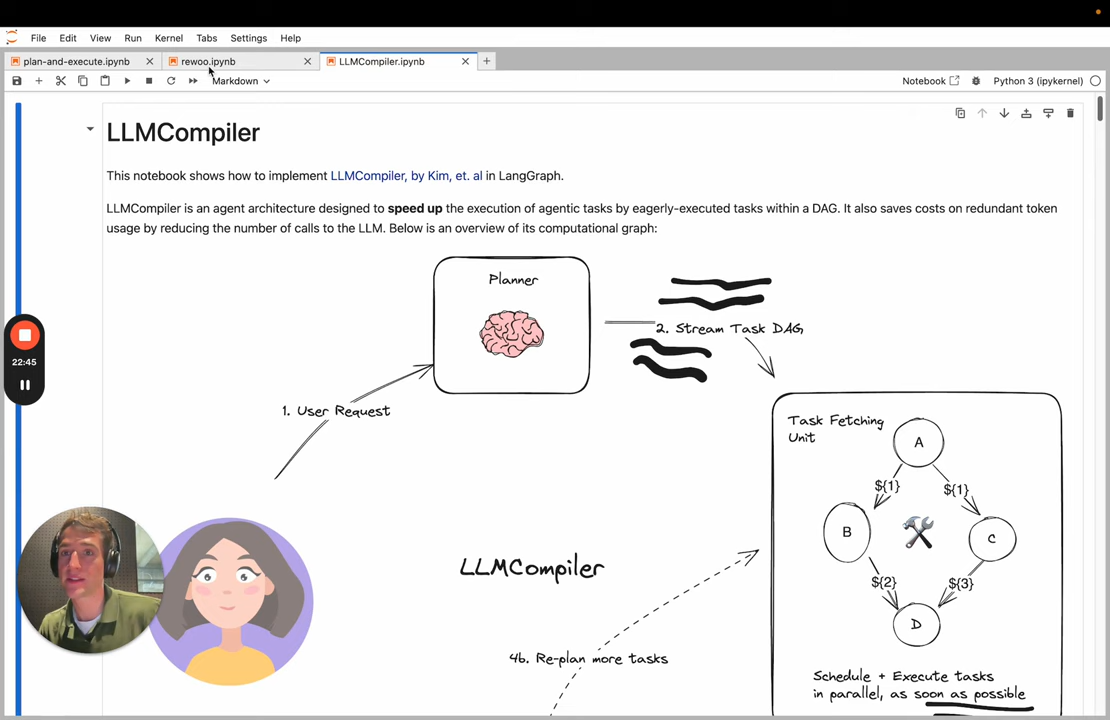 File Edit View Run Kernel Tabs Settings Help
plan-and-execute.ipynb rewoo.ipynb LLMCompiler.ipynb
Markdown Notebook Python 3 (ipykernel)
LLMCompiler
This notebook shows how to implement LLMCompiler, by Kim, et. al in LangGraph.
LLMCompiler is an agent architecture designed to speed up the execution of agentic tasks by eagerly-executed tasks within a DAG. It also saves costs on redundant token
usage by reducing the number of calls to the LLM. Below is an overview of its computational graph:
Planner
2. Stream Task DAG
22:45
1. User Request
Task Fetching
Unit
A
${1} ${1}
B C
LLMCompiler
${2} ${3}
D
4b. Re-plan more tasks
Schedule + Execute tasks
in parallel, as soon as possible